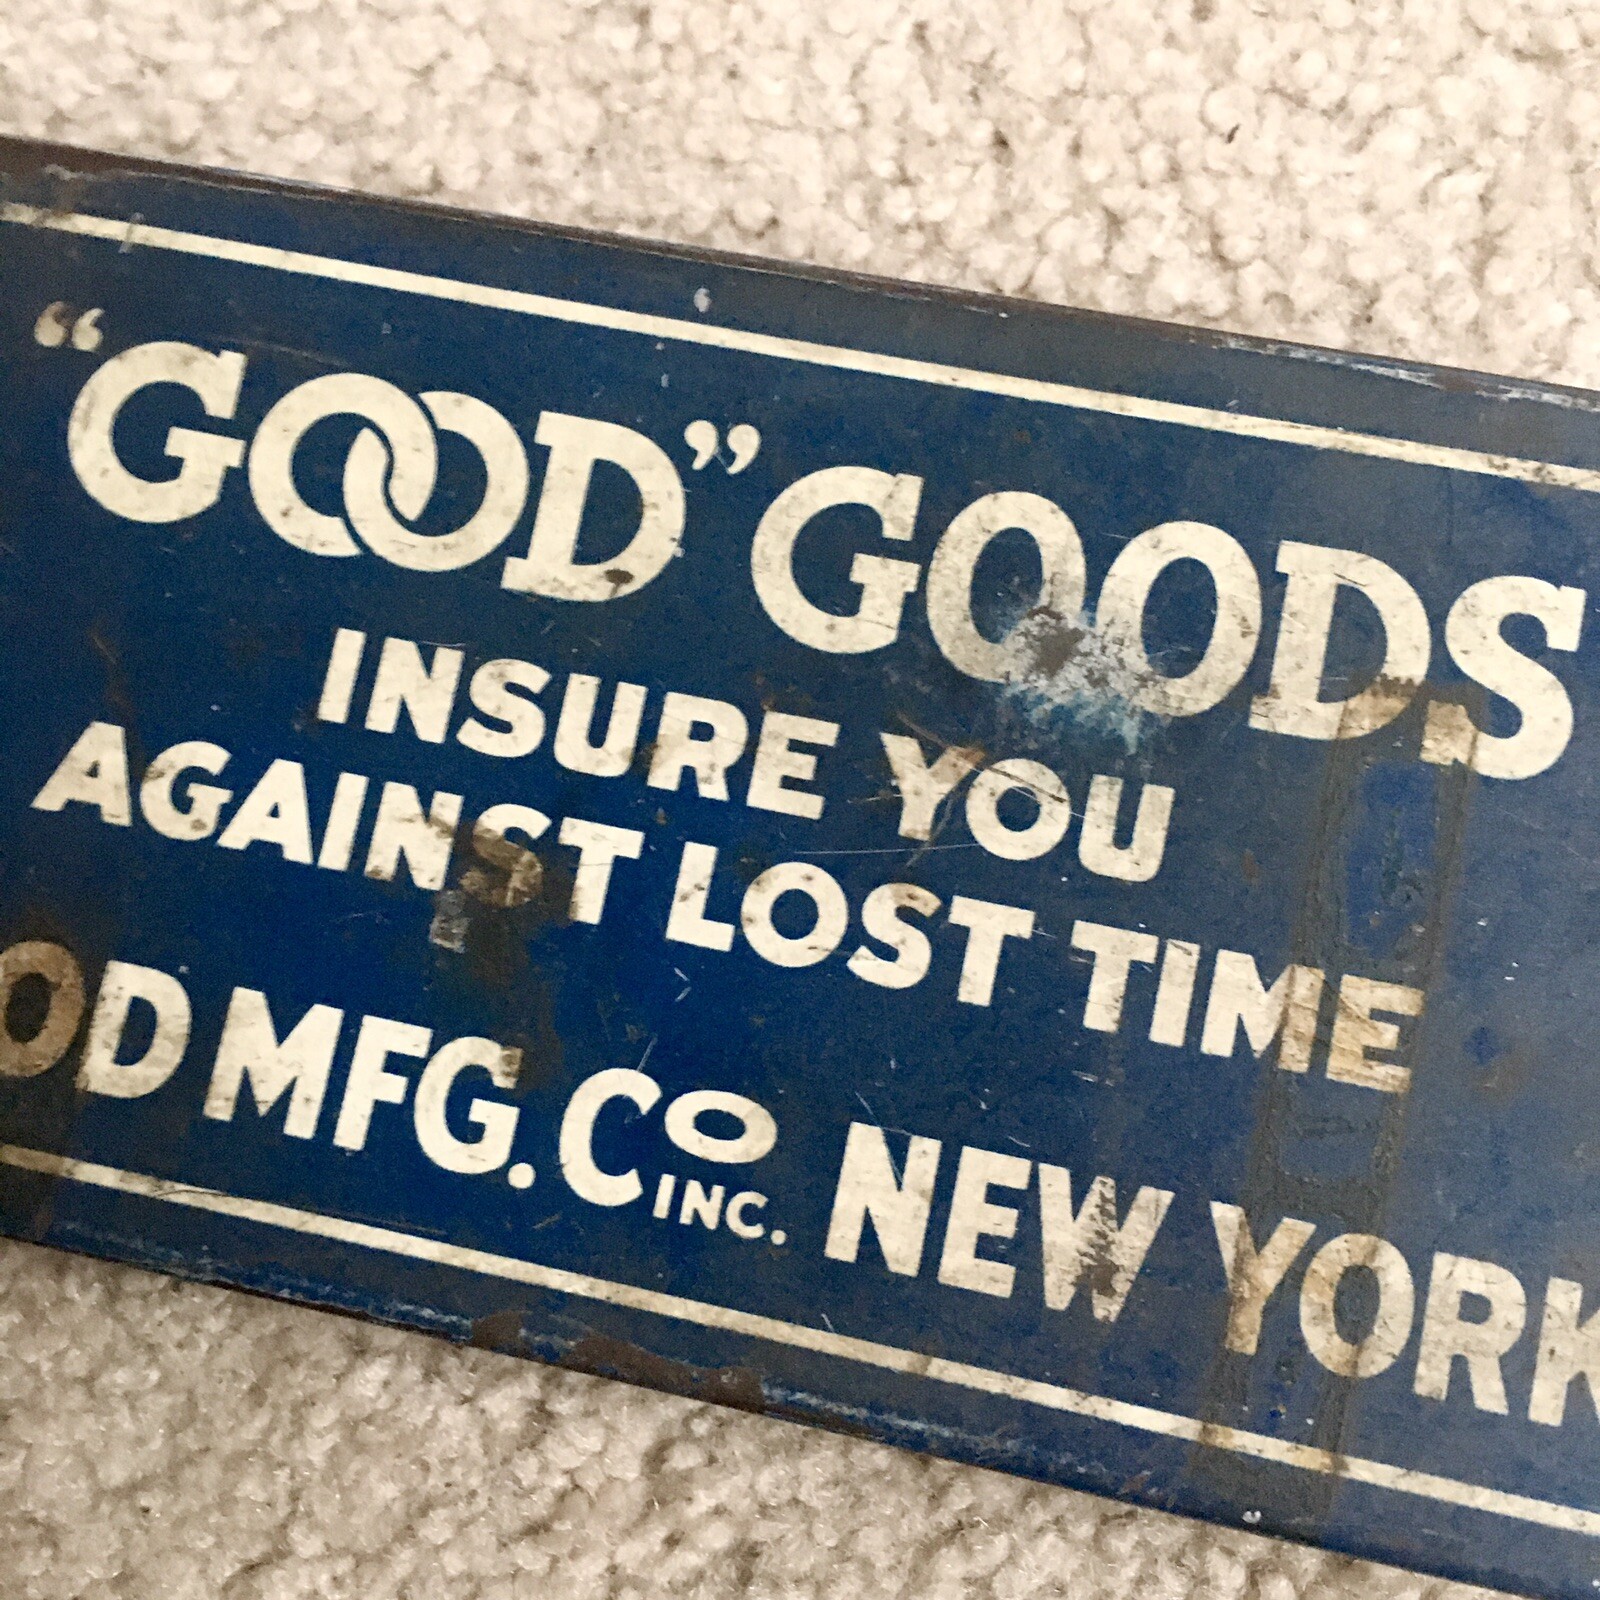 “GOOD” GOODS
INSURE YOU
AGAINST LOST TIME
OD MFG. CO INC. NEW YORK